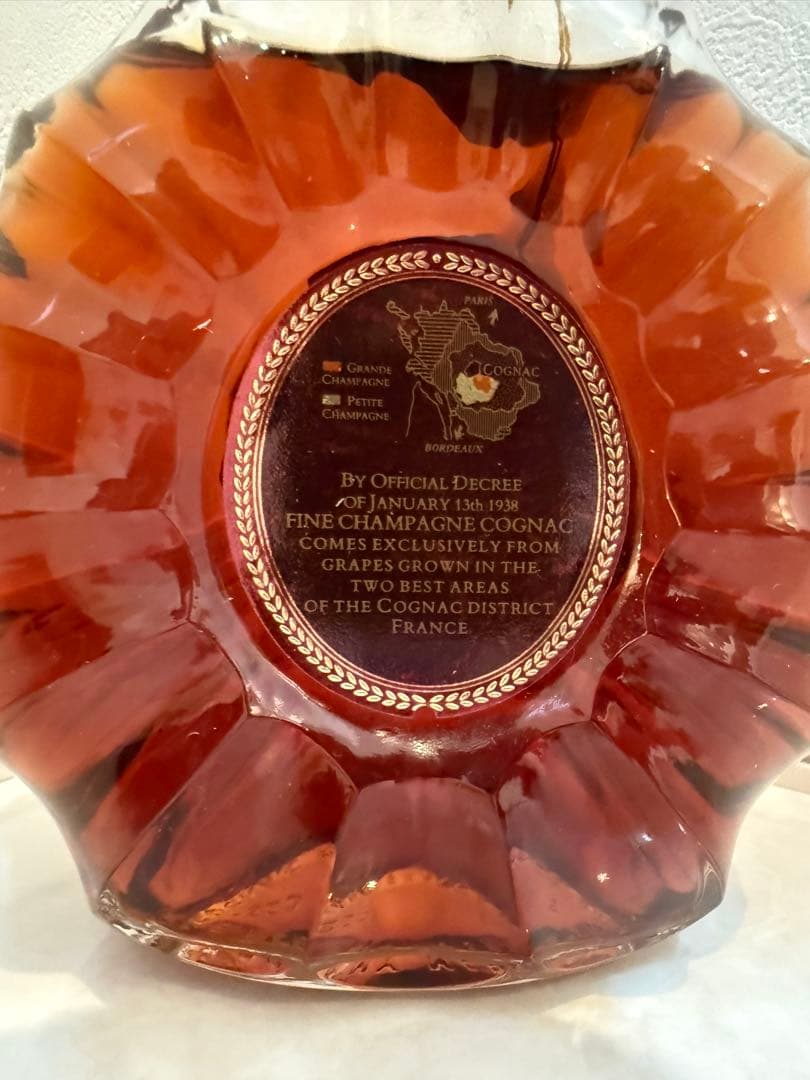 PARIS
COGNAC
GRANDE
CHAMPAGNE
PETITE
CHAMPAGNE
BORDEAUX
BY OFFICIAL DECREE
OF JANUARY 13th 1938
FINE CHAMPAGNE COGNAC
COMES EXCLUSIVELY FROM
GRAPES GROWN IN THE
TWO BEST AREAS
OF THE COGNAC DISTRICT
FRANCE